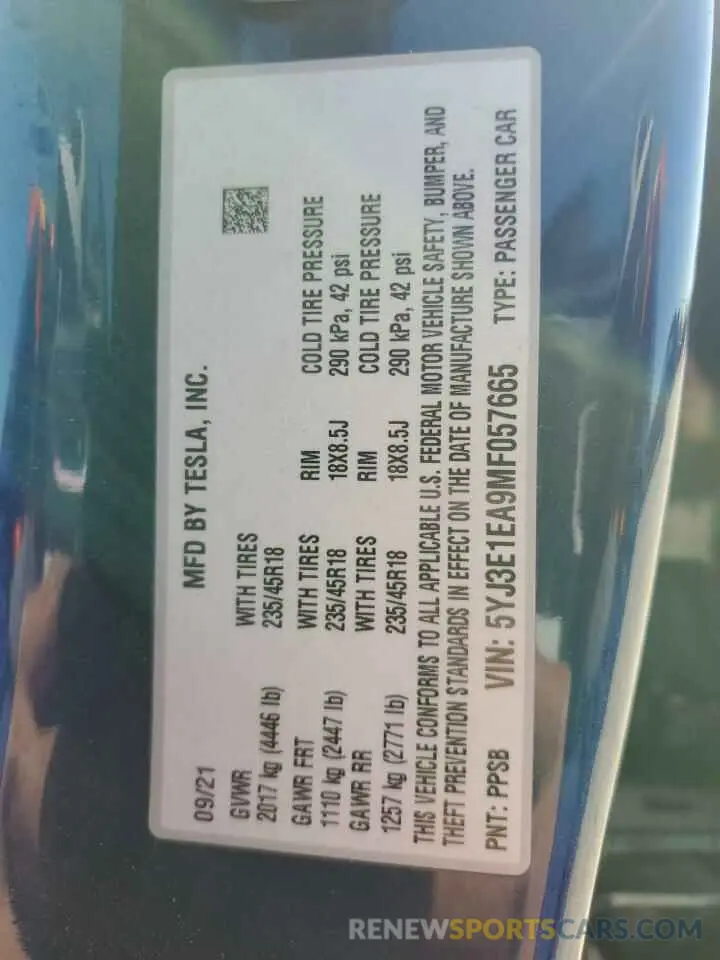 MFD BY TESLA, INC.
09/21
GVWR WITH TIRES
2017 kg (4446 lb) 235/45R18
GAWR FRT WITH TIRES RIM COLD TIRE PRESSURE
1110 kg (2447 lb) 235/45R18 18X8.5J 290 kPa, 42 psi
GAWR RR WITH TIRES RIM COLD TIRE PRESSURE
1257 kg (2771 lb) 235/45R18 18X8.5J 290 kPa, 42 psi
THIS VEHICLE CONFORMS TO ALL APPLICABLE U.S. FEDERAL MOTOR VEHICLE SAFETY, BUMPER, AND
THEFT PREVENTION STANDARDS IN EFFECT ON THE DATE OF MANUFACTURE SHOWN ABOVE.
PNT: PPSB VIN: 5YJ3E1EA9MF057665 TYPE: PASSENGER CAR
RENEWSPORTSCARS.COM